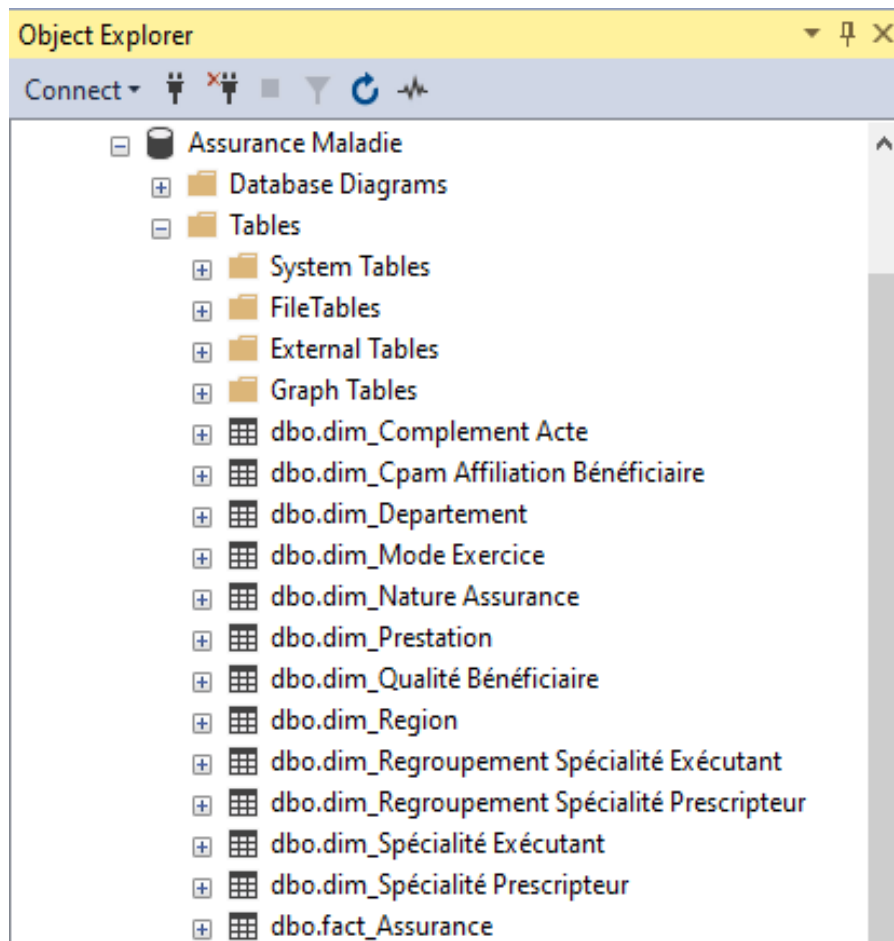 Object Explorer
Connect
Assurance Maladie
Database Diagrams
Tables
System Tables
FileTables
External Tables
Graph Tables
dbo.dim_Complement Acte
dbo.dim_Cpam Affiliation Bénéficiaire
dbo.dim_Departement
dbo.dim_Mode Exercice
dbo.dim_Nature Assurance
dbo.dim_Prestation
dbo.dim_Qualité Bénéficiaire
dbo.dim_Region
dbo.dim_Regroupement Spécialité Exécutant
dbo.dim_Regroupement Spécialité Prescripteur
dbo.dim_Spécialité Exécutant
dbo.dim_Spécialité Prescripteur
dbo.fact_Assurance